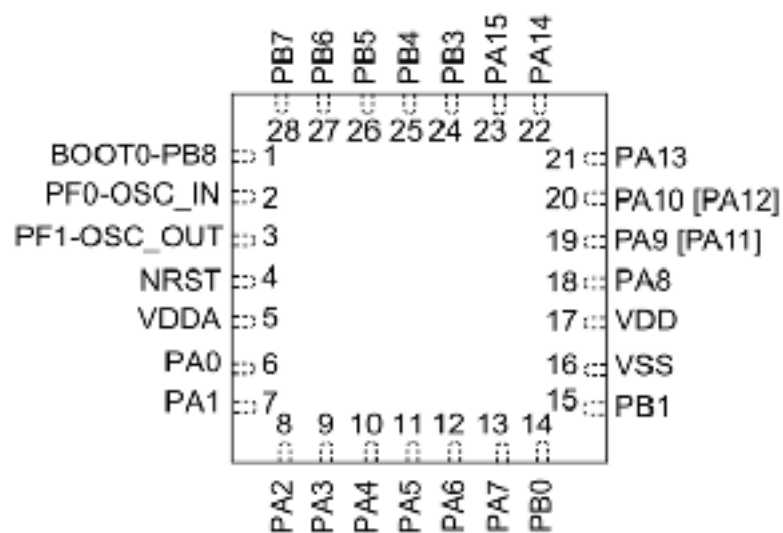 PB7 PB6 PB5 PB4 PB3 PA15 PA14
28 27 26 25 24 23 22
BOOT0-PB8 1 21 PA13
PF0-OSC_IN 2 20 PA10 [PA12]
PF1-OSC_OUT 3 19 PA9 [PA11]
NRST 4 18 PA8
VDDA 5 17 VDD
PA0 6 16 VSS
PA1 7 15 PB1
8 9 10 11 12 13 14
PA2 PA3 PA4 PA5 PA6 PA7 PB0